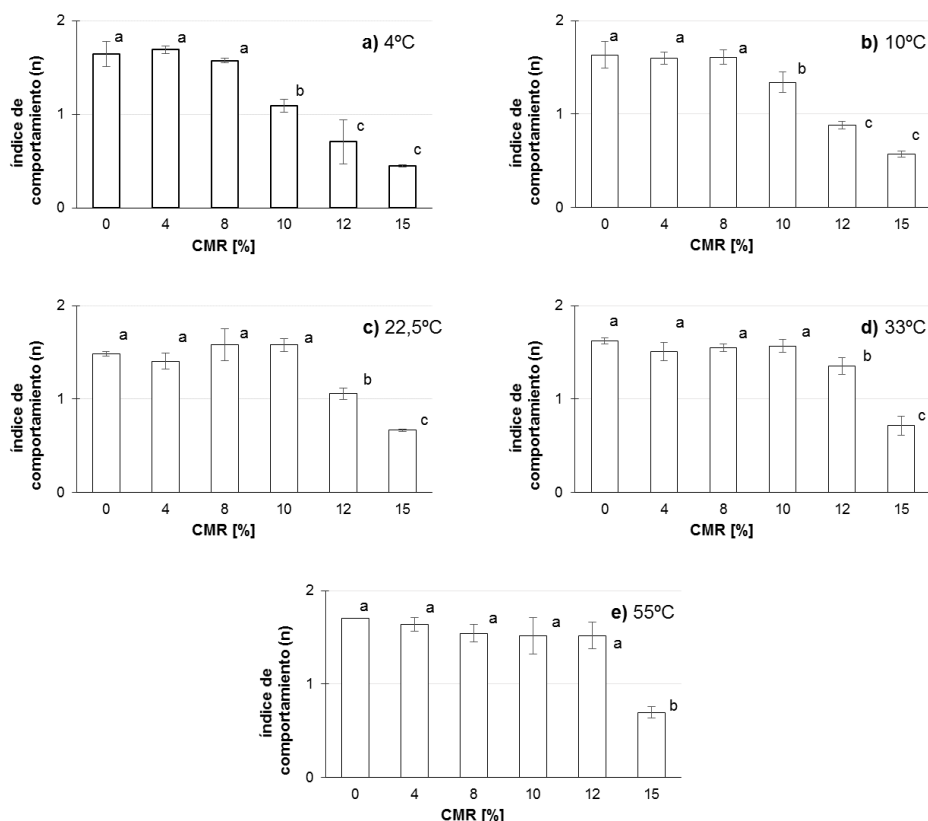 a) 4ºC
índice de
comportamiento (n)
2
1
0
a
a
a
b
c
c
0 4 8 10 12 15
CMR [%]
b) 10ºC
índice de
comportamiento (n)
2
1
0
a
a
a
b
c
c
0 4 8 10 12 15
CMR [%]
c) 22,5ºC
índice de
comportamiento (n)
2
1
0
a
a
a
a
b
c
0 4 8 10 12 15
CMR [%]
d) 33ºC
índice de
comportamiento (n)
2
1
0
a
a
a
a
b
c
0 4 8 10 12 15
CMR [%]
e) 55ºC
índice de
comportamiento (n)
2
1
0
a
a
a
a
a
b
0 4 8 10 12 15
CMR [%]